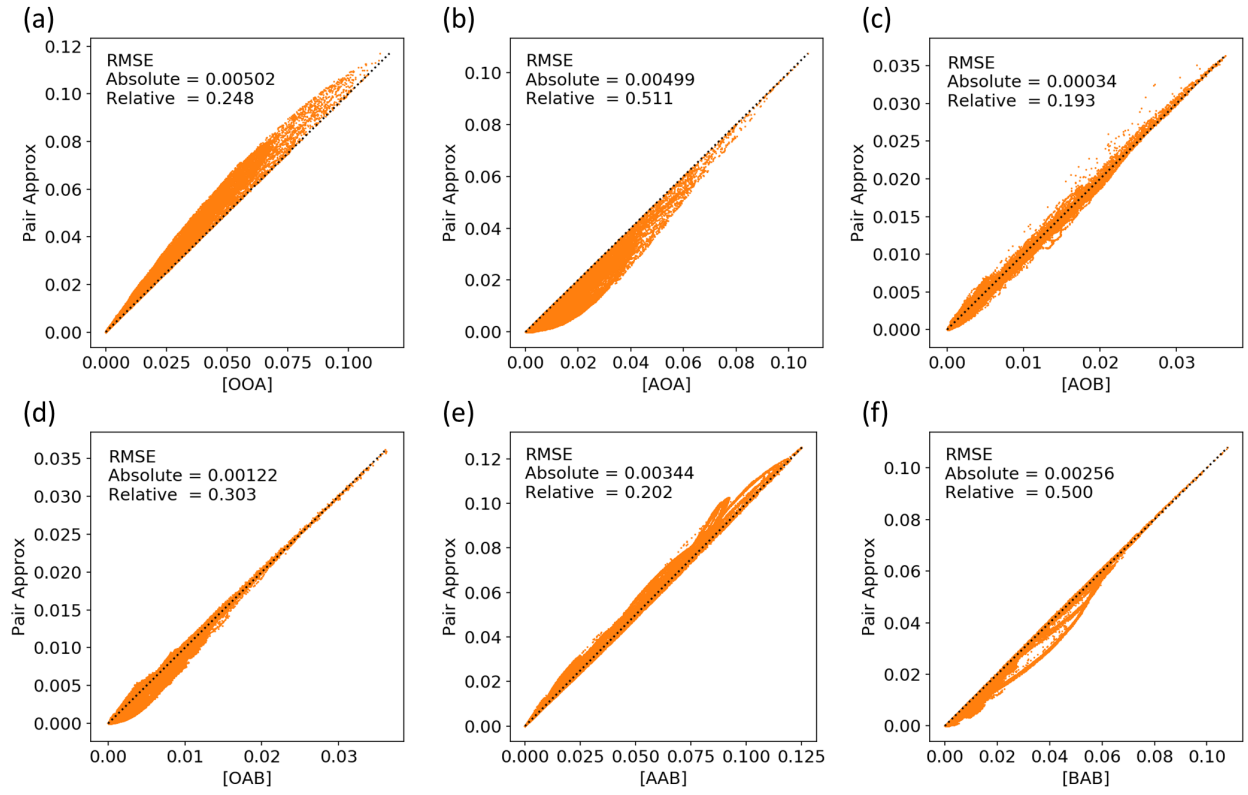 (a)
RMSE
Absolute = 0.00502
Relative = 0.248
Pair Approx
0.12
0.10
0.08
0.06
0.04
0.02
0.00
0.000 0.025 0.050 0.075 0.100
[OOA]
(b)
RMSE
Absolute = 0.00499
Relative = 0.511
Pair Approx
0.10
0.08
0.06
0.04
0.02
0.00
0.00 0.02 0.04 0.06 0.08 0.10
[AOA]
(c)
RMSE
Absolute = 0.00034
Relative = 0.193
Pair Approx
0.035
0.030
0.025
0.020
0.015
0.010
0.005
0.000
0.00 0.01 0.02 0.03
[AOB]
(d)
RMSE
Absolute = 0.00122
Relative = 0.303
Pair Approx
0.035
0.030
0.025
0.020
0.015
0.010
0.005
0.000
0.00 0.01 0.02 0.03
[OAB]
(e)
RMSE
Absolute = 0.00344
Relative = 0.202
Pair Approx
0.12
0.10
0.08
0.06
0.04
0.02
0.00
0.000 0.025 0.050 0.075 0.100 0.125
[AAB]
(f)
RMSE
Absolute = 0.00256
Relative = 0.500
Pair Approx
0.10
0.08
0.06
0.04
0.02
0.00
0.00 0.02 0.04 0.06 0.08 0.10
[BAB]